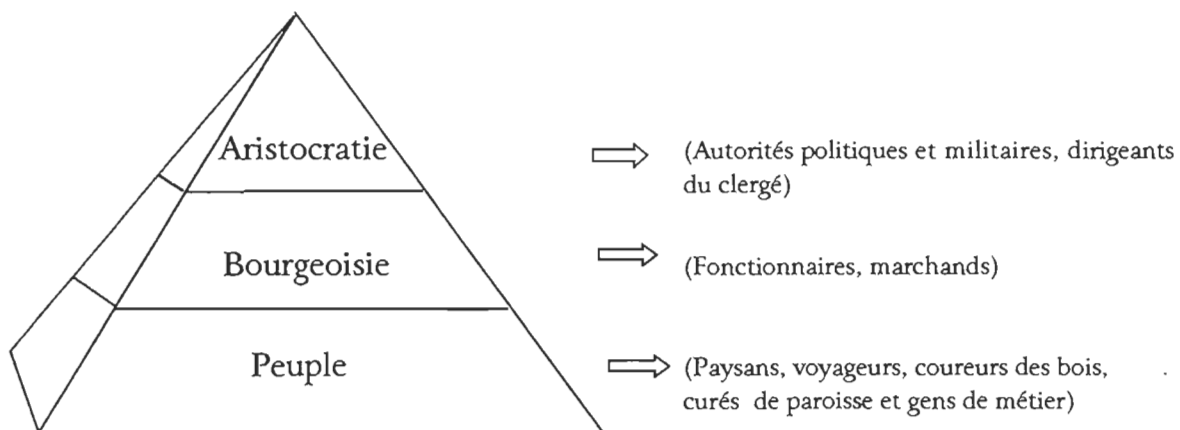 Aristocratie
(Autorités politiques et militaires, dirigeants
du clergé)
Bourgeoisie
(Fonctionnaires, marchands)
Peuple
(Paysans, voyageurs, coureurs des bois,
curés de paroisse et gens de métier)